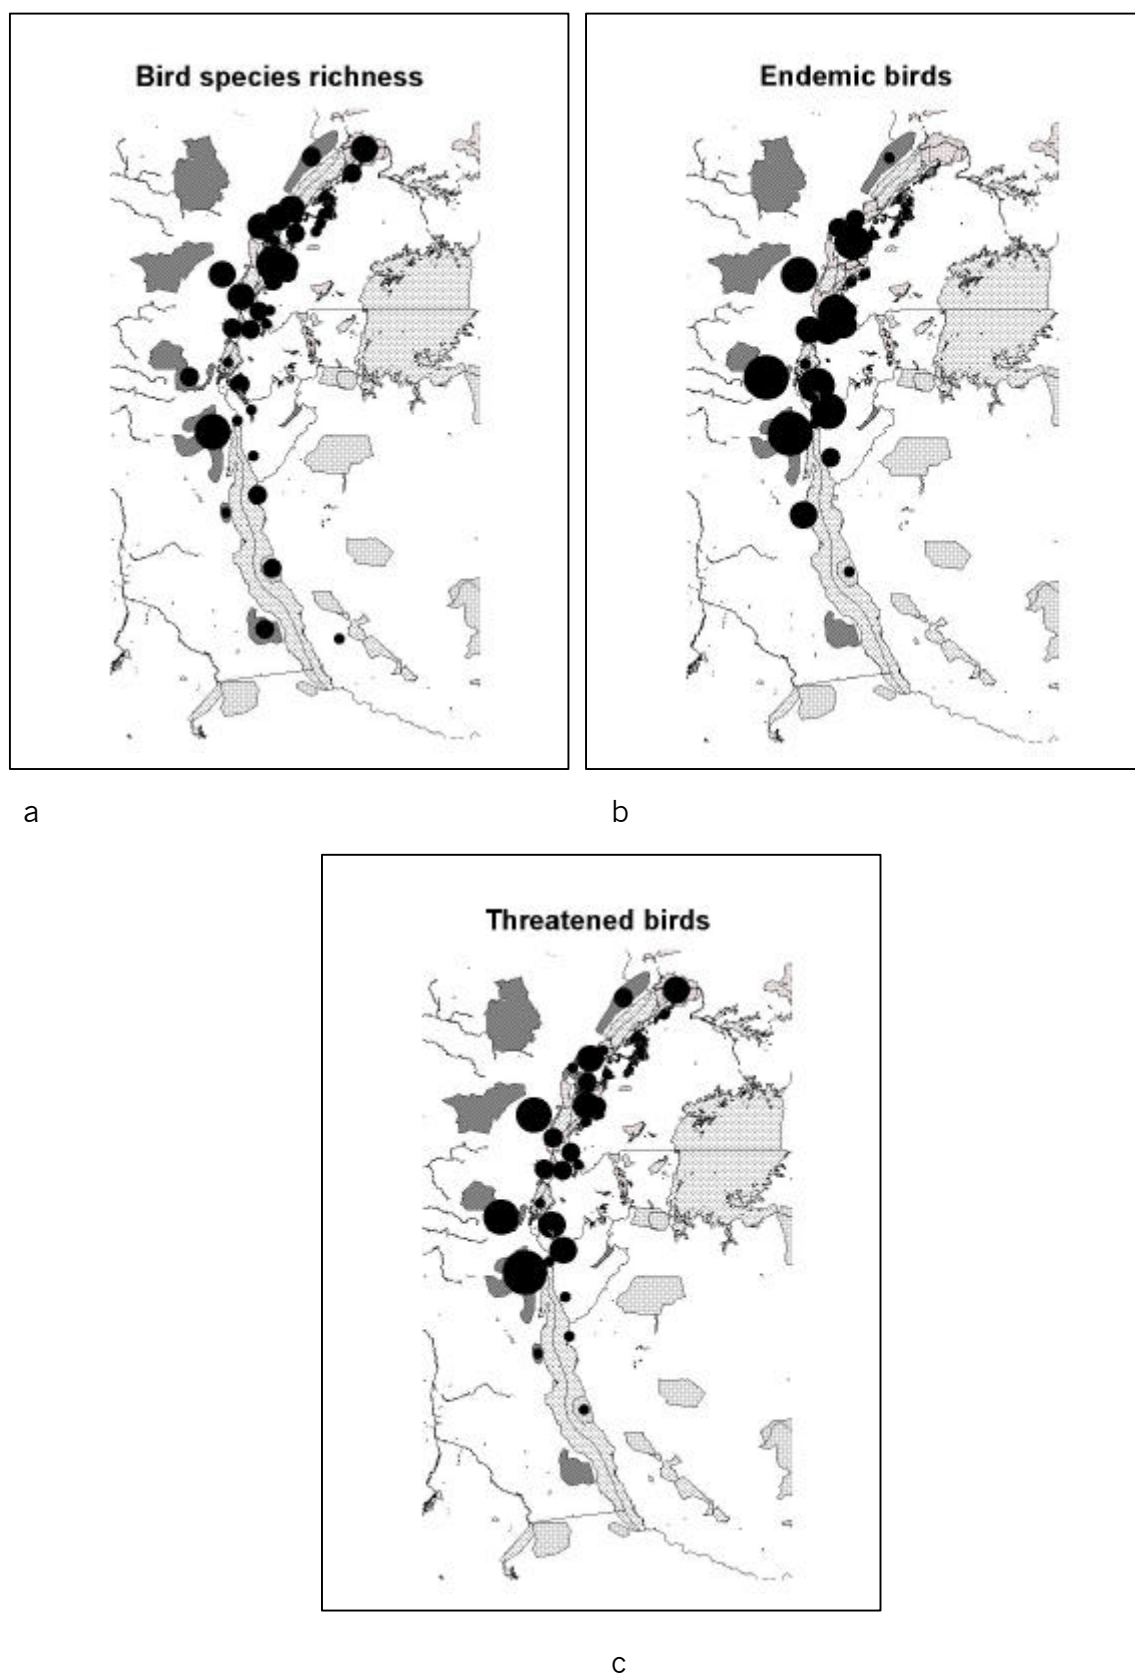 Bird species richness
Endemic birds
a
b
Threatened birds
c